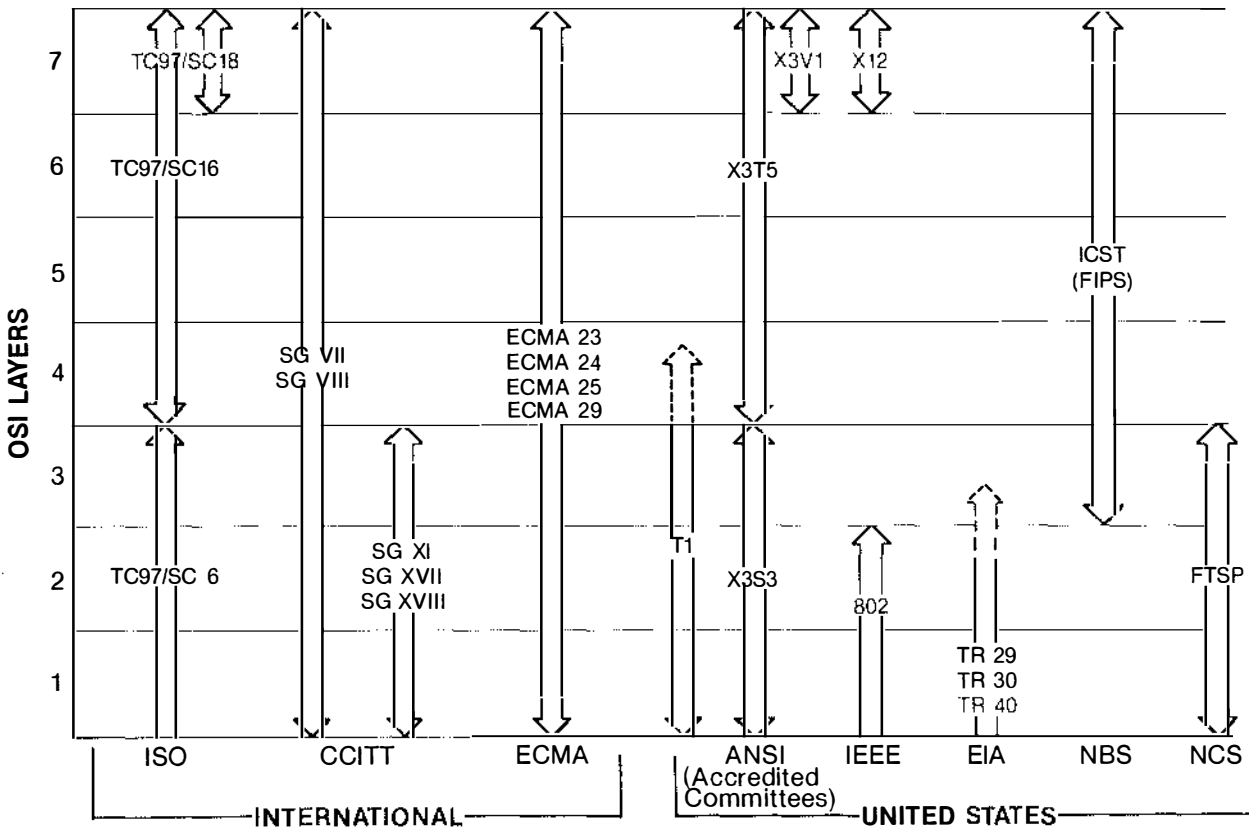 7
TC97/SC18
X3V1
X12
6
TC97/SC16
X3T5
5
ICST
(FIPS)
OSI LAYERS
4
SG VII
SG VIII
ECMA 23
ECMA 24
ECMA 25
ECMA 29
3
2
TC97/SC 6
SG XI
SG XVII
SG XVIII
T1
X3S3
802
FTSP
1
TR 29
TR 30
TR 40
ISO
CCITT
ECMA
ANSI
(Accredited
Committees)
IEEE
EIA
NBS
NCS
INTERNATIONAL
UNITED STATES